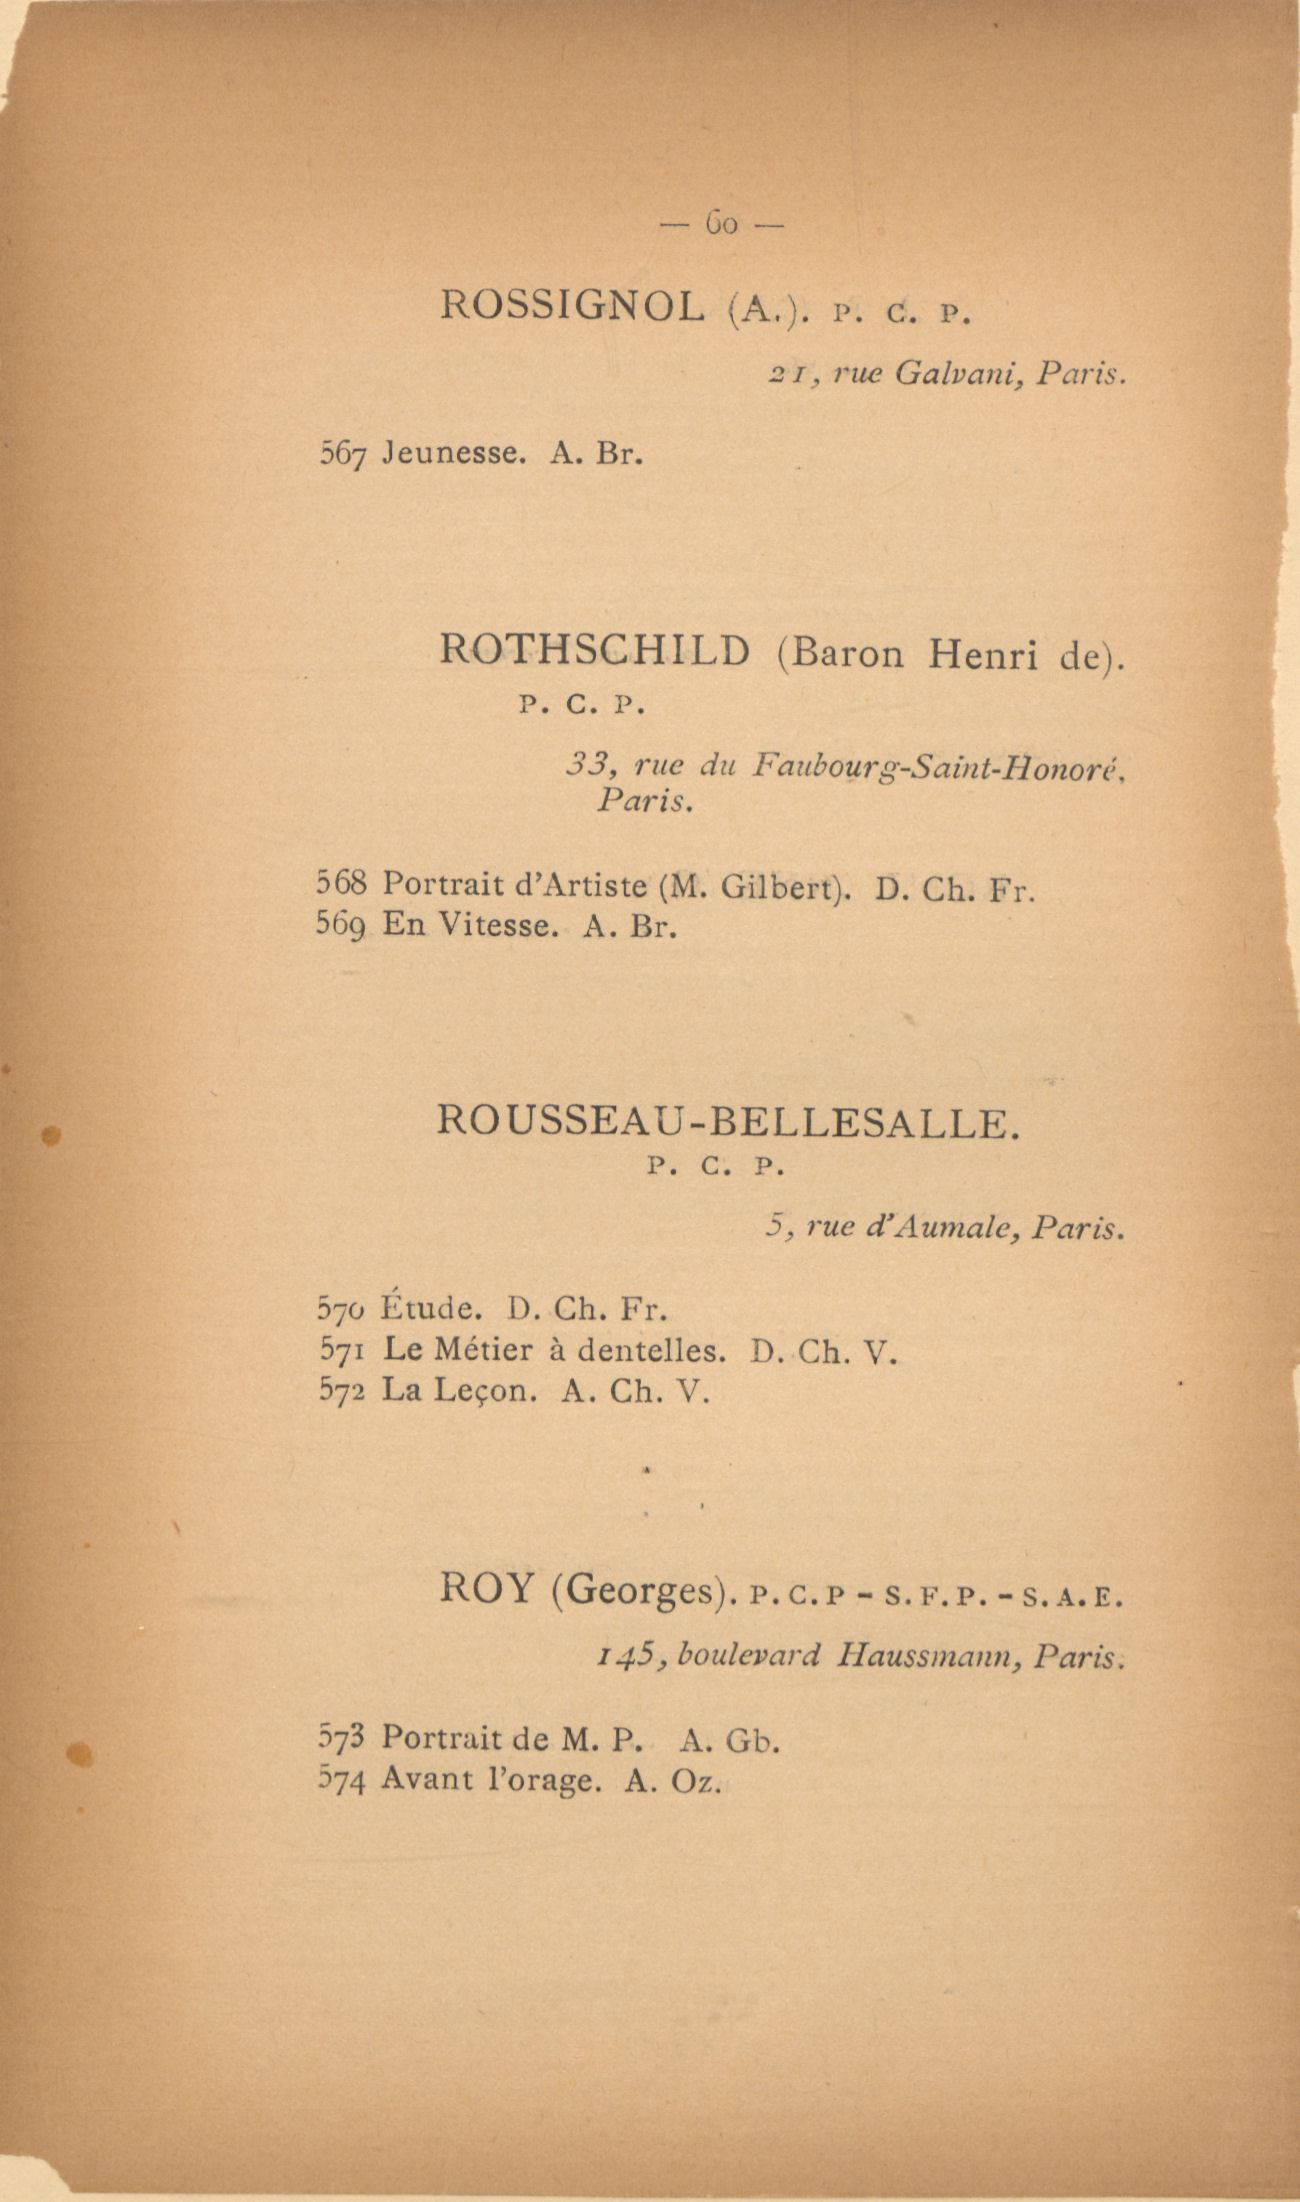 — 60 —
ROSSIGNOL (A.). P. C. P.
21, rue Galvani, Paris.
567 Jeunesse. A. Br.
ROTHSCHILD (Baron Henri de).
P. C. P.
33, rue du Faubourg-Saint-Honoré,
Paris.
568 Portrait d'Artiste (M. Gilbert). D. Ch. Fr.
569 En Vitesse. A. Br.
ROUSSEAU-BELLESALLE.
P. C. P.
5, rue d'Aumale, Paris.
570 Étude. D. Ch. Fr.
571 Le Métier à dentelles. D. Ch. V.
572 La Leçon. A. Ch. V.
ROY (Georges). P. C. P - S. F. P. - S. A. E.
145, boulevard Haussmann, Paris.
573 Portrait de M. P. A. Gb.
574 Avant l'orage. A. Oz.